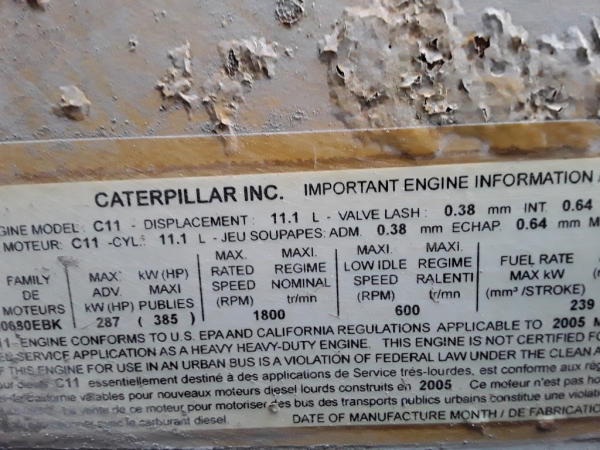 CATERPILLAR INC. IMPORTANT ENGINE INFORMATION
GINE MODEL: C11 - DISPLACEMENT: 11.1 L - VALVE LASH: 0.38 mm INT. 0.64
MOTEUR: C11 -CYL: 11.1 L - JEU SOUPAPES: ADM. 0.38 mm ECHAP. 0.64 mm M
FAMILY DE MOTEURS
0680EBK
MAX. kW (HP)
ADV. MAXI
kW (HP) PUBLIES
287 (385)
MAX. MAXI.
RATED REGIME
SPEED NOMINAL
(RPM) tr/mn
1800
MAXI. MAXI.
LOW IDLE REGIME
SPEED RALENTI
(RPM) tr/mn
600
FUEL RATE
MAX kW
(mm³/STROKE)
239
11- ENGINE CONFORMS TO U.S. EPA AND CALIFORNIA REGULATIONS APPLICABLE TO 2005 M
SERVICE APPLICATION AS A HEAVY HEAVY-DUTY ENGINE. THIS ENGINE IS NOT CERTIFIED FO
F THIS ENGINE FOR USE IN AN URBAN BUS IS A VIOLATION OF FEDERAL LAW UNDER THE CLEAN A
C11 essentiellement destiné à des applications de Service trés-lourdes, est conforme aux rég
valables pour nouveaux moteurs diesel lourds construits en 2005. Ce moteur n'est pas ho
vente de ce moteur pour motoriser des bus des transports publics urbains constitue une violati
le carburant diesel. DATE OF MANUFACTURE MONTH / DE FABRICATIO